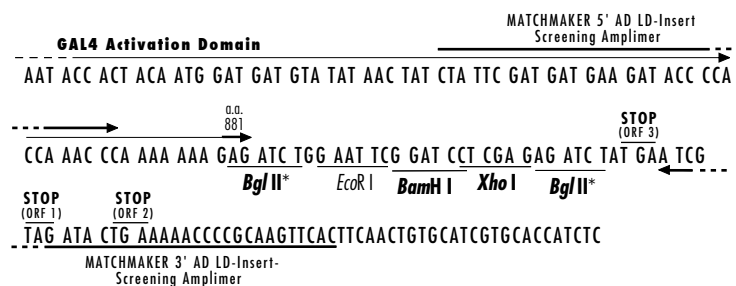 MATCHMAKER 5' AD LD-Insert
Screening Amplimer
GAL4 Activation Domain
AAT ACC ACT ACA ATG GAT GAT GTA TAT AAC TAT CTA TTC GAT GAT GAA GAT ACC CCA
a.a.
881
STOP
(ORF 3)
CCA AAC CCA AAA AAA GAG ATC TGG AAT TCG GAT CCT CGA GAG ATC TAT GAA TCG
Bgl II* EcoR I BamH I Xho I Bgl II*
STOP STOP
(ORF 1) (ORF 2)
TAG ATA CTG AAAAACCCCGCAAGTTCACTTCAACTGTGCATCGTGCACCATCTC
MATCHMAKER 3' AD LD-Insert-
Screening Amplimer